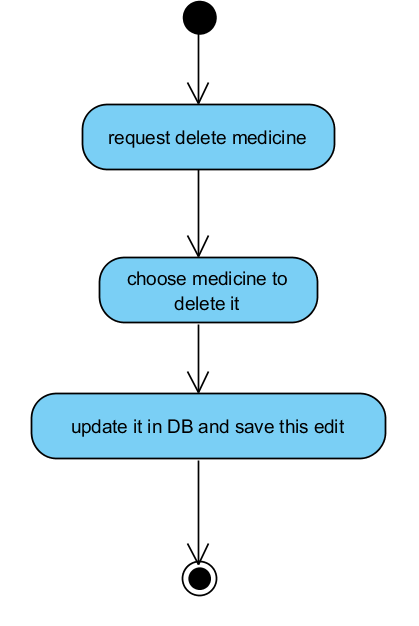 request delete medicine
choose medicine to
delete it
update it in DB and save this edit